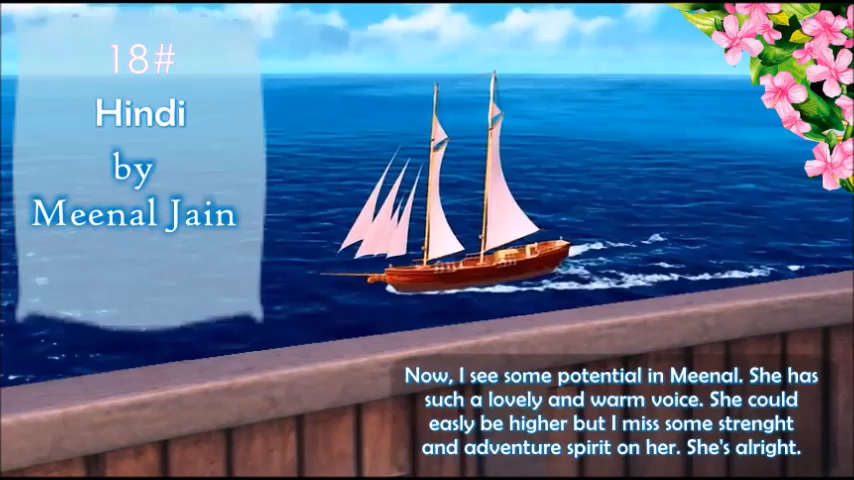 18#
Hindi
by
Meenal Jain
Now, I see some potential in Meenal. She has
such a lovely and warm voice. She could
easly be higher but I miss some strenght
and adventure spirit on her. She's alright.